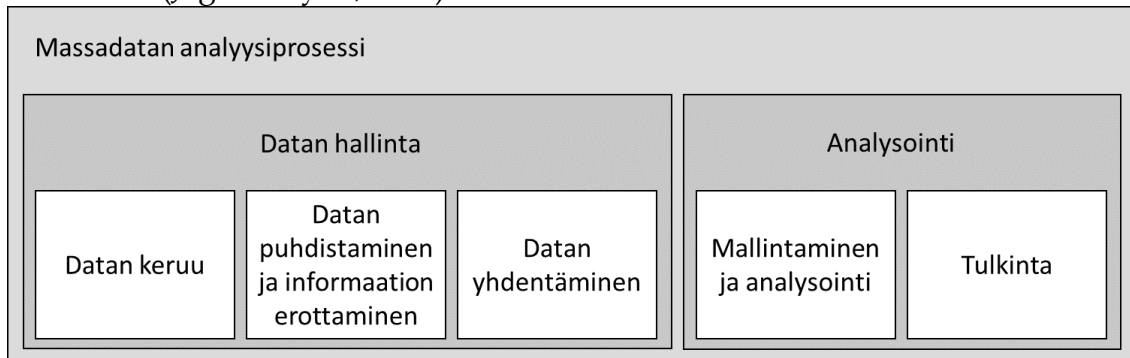 Massadatan analyysiprosessi
Datan hallinta
Datan keruu
Datan
puhdistaminen
ja informaation
erottaminen
Datan
yhdentäminen
Analysointi
Mallintaminen
ja analysointi
Tulkinta